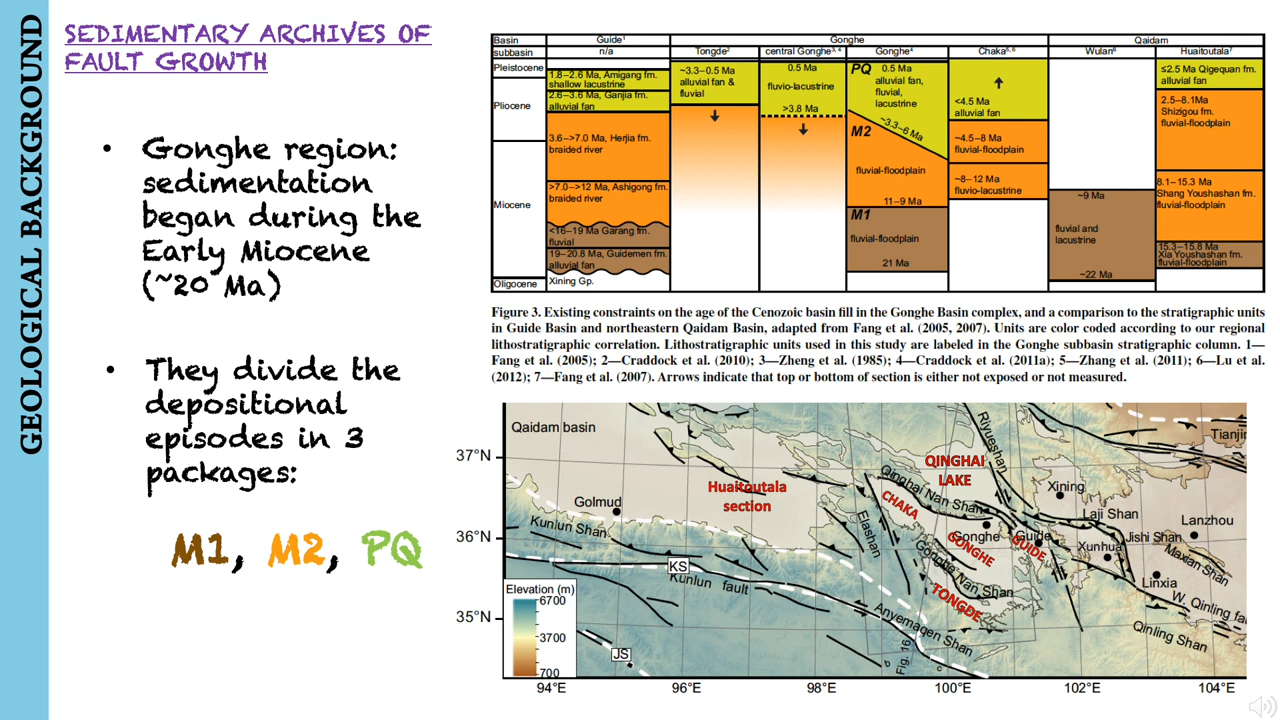 GEOLOGICAL BACKGROUND
SEDIMENTARY ARCHIVES OF
FAULT GROWTH
• Gonghe region:
sedimentation
began during the
Early Miocene
(~20 Ma)
• They divide the
depositional
episodes in 3
packages:
M1, M2, PQ
Basin
Guide¹
Gonghe
Qaidam
subbasin
n/a
Tongde²
central Gonghe³,⁴
Gonghe⁴
Chaka⁵,⁶
Wulan⁶
Huaitoutala⁷
Pleistocene
Pliocene
Miocene
Oligocene
1.8–2.6 Ma, Amigang fm.
shallow lacustrine
2.6–3.6 Ma, Ganjia fm.
alluvial fan
3.6–>7.0 Ma, Herjia fm.
braided river
>7.0–>12 Ma, Ashigong fm.
braided river
<16–19 Ma Garang fm.
fluvial
19–20.8 Ma, Guidemen fm.
alluvial fan
Xining Gp.
~3.3–0.5 Ma
alluvial fan &
fluvial
0.5 Ma
fluvio-lacustrine
>3.8 Ma
PQ
0.5 Ma
alluvial fan,
fluvial,
lacustrine
~3.3–6 Ma
M2
fluvial-floodplain
11–9 Ma
M1
fluvial-floodplain
21 Ma
<4.5 Ma
alluvial fan
~4.5–8 Ma
fluvial-floodplain
~8–12 Ma
fluvio-lacustrine
~9 Ma
fluvial and
lacustrine
~22 Ma
≤2.5 Ma Qigequan fm.
alluvial fan
2.5–8.1Ma
Shizigou fm.
fluvial-floodplain
8.1–15.3 Ma
Shang Youshashan fm.
fluvial-floodplain
15.3–15.8 Ma
Xia Youshashan fm.
fluvial-floodplain
Figure 3. Existing constraints on the age of the Cenozoic basin fill in the Gonghe Basin complex, and a comparison to the stratigraphic units
in Guide Basin and northeastern Qaidam Basin, adapted from Fang et al. (2005, 2007). Units are color coded according to our regional
lithostratigraphic correlation. Lithostratigraphic units used in this study are labeled in the Gonghe subbasin stratigraphic column. 1—
Fang et al. (2005); 2—Craddock et al. (2010); 3—Zheng et al. (1985); 4—Craddock et al. (2011a); 5—Zhang et al. (2011); 6—Lu et al.
(2012); 7—Fang et al. (2007). Arrows indicate that top or bottom of section is either not exposed or not measured.
37°N
36°N
35°N
Qaidam basin
Riyueshan
Tianjin
QINGHAI
LAKE
Qinghai Nan Shan
Huaitoutala
section
CHAKA
Xining
Golmud
Laji Shan
Lanzhou
Kunlun Shan
Elashan
Gonghe
GONGHE
Guide
GUIDE
Jishi Shan
Xunhua
Maxian Shan
Gonghe Nan Shan
KS
Kunlun fault
TONGDE
Linxia
W. Qinling fau
Anyemaqen Shan
Qinling Shan
Elevation (m)
6700
3700
700
JS
b
Fig. 16
c
94°E
96°E
98°E
100°E
102°E
104°E